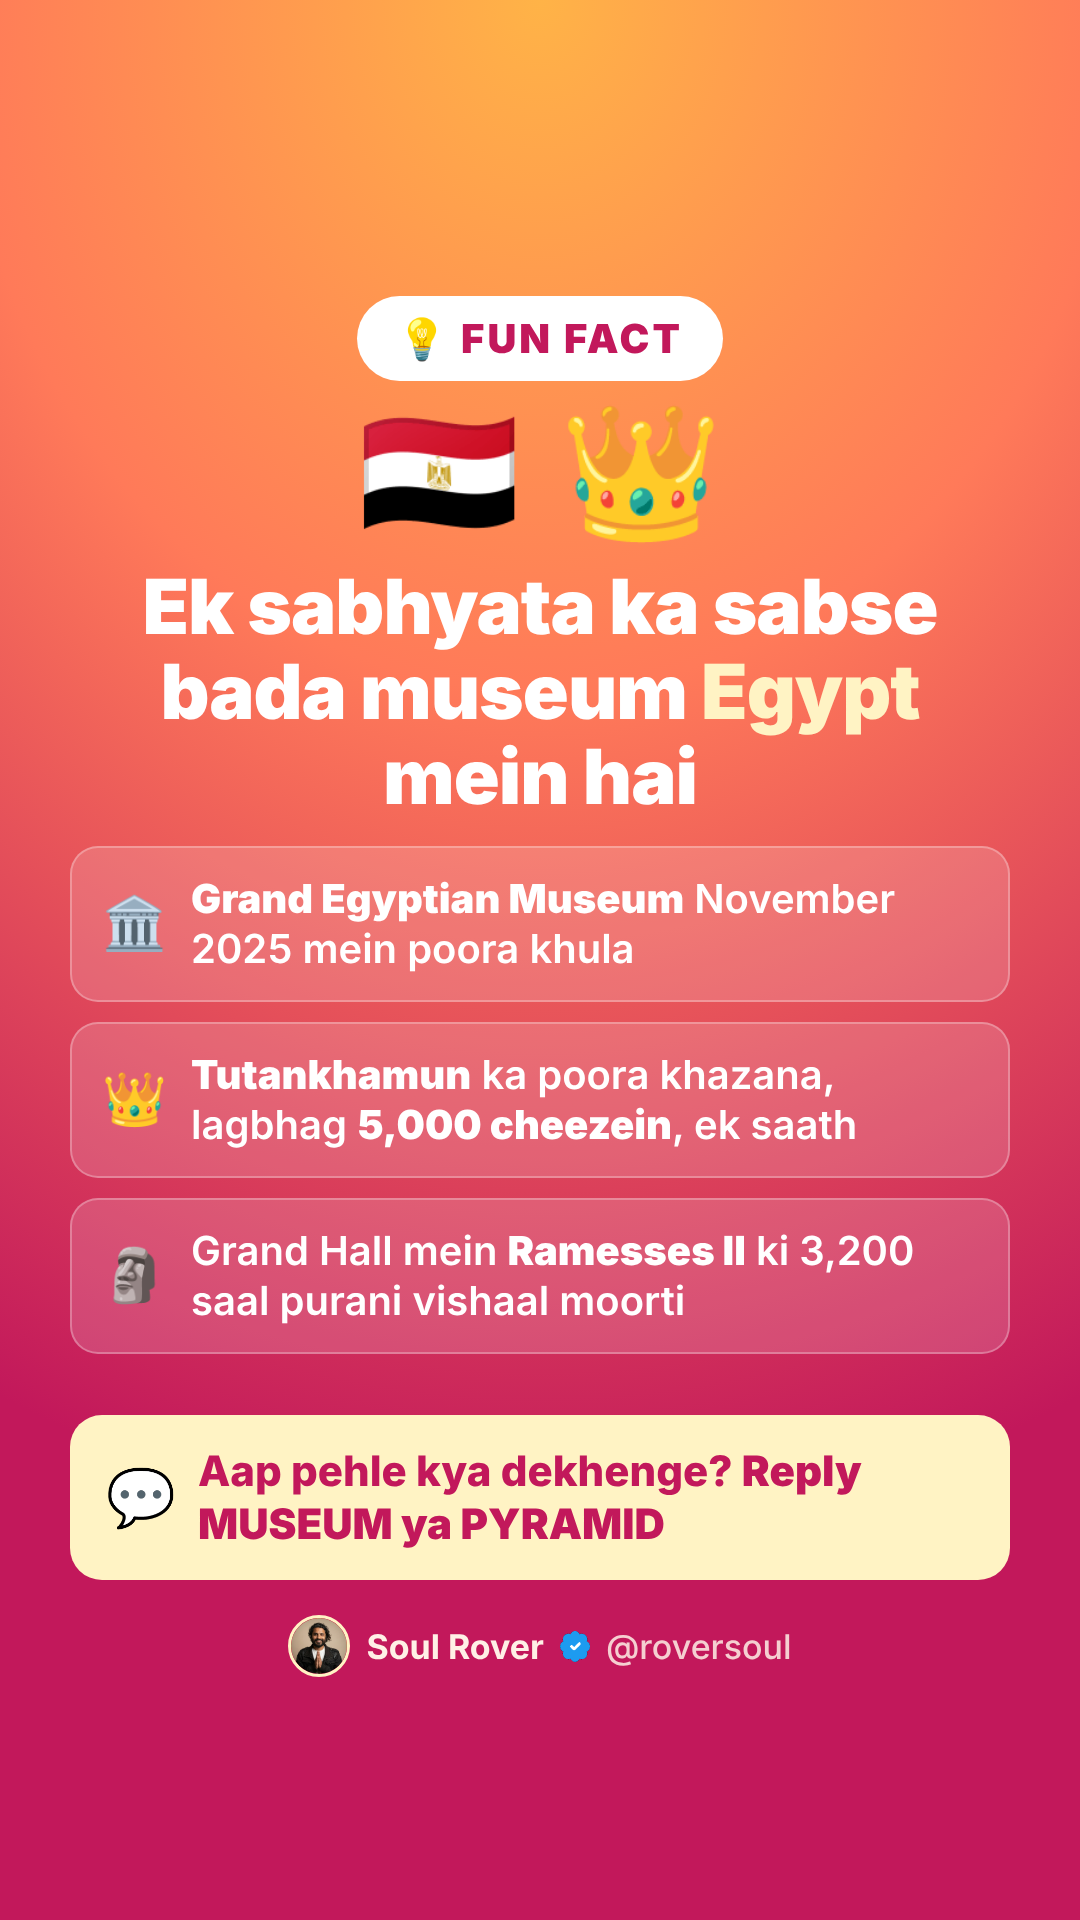 💡 FUN FACT
Ek sabhyata ka sabse
bada museum Egypt
mein hai
Grand Egyptian Museum November
2025 mein poora khula
Tutankhamun ka poora khazana,
lagbhag 5,000 cheezein, ek saath
Grand Hall mein Ramesses II ki 3,200
saal purani vishaal moorti
Aap pehle kya dekhenge? Reply
MUSEUM ya PYRAMID
Soul Rover @roversoul